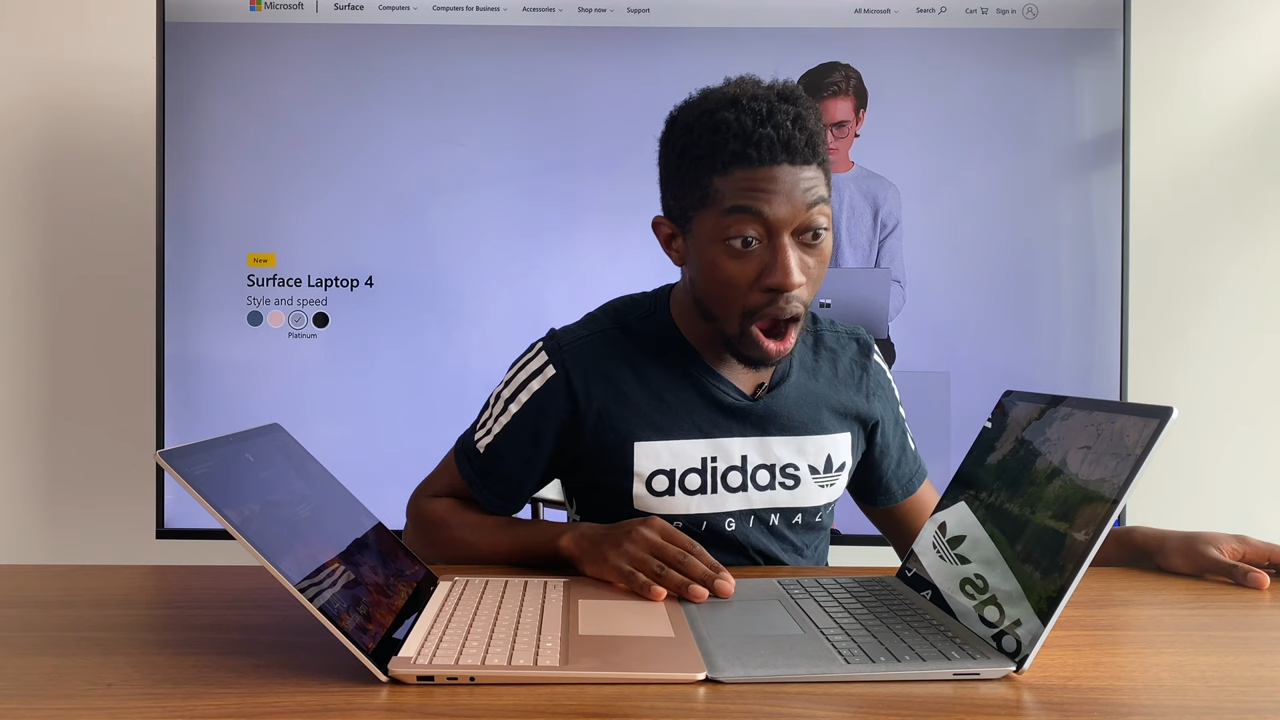 Microsoft | Surface Computers Computers for Business Accessories Shop now Support All Microsoft Search Cart Sign in
New
Surface Laptop 4
Style and speed
Platinum
adidas
ORIGINALS